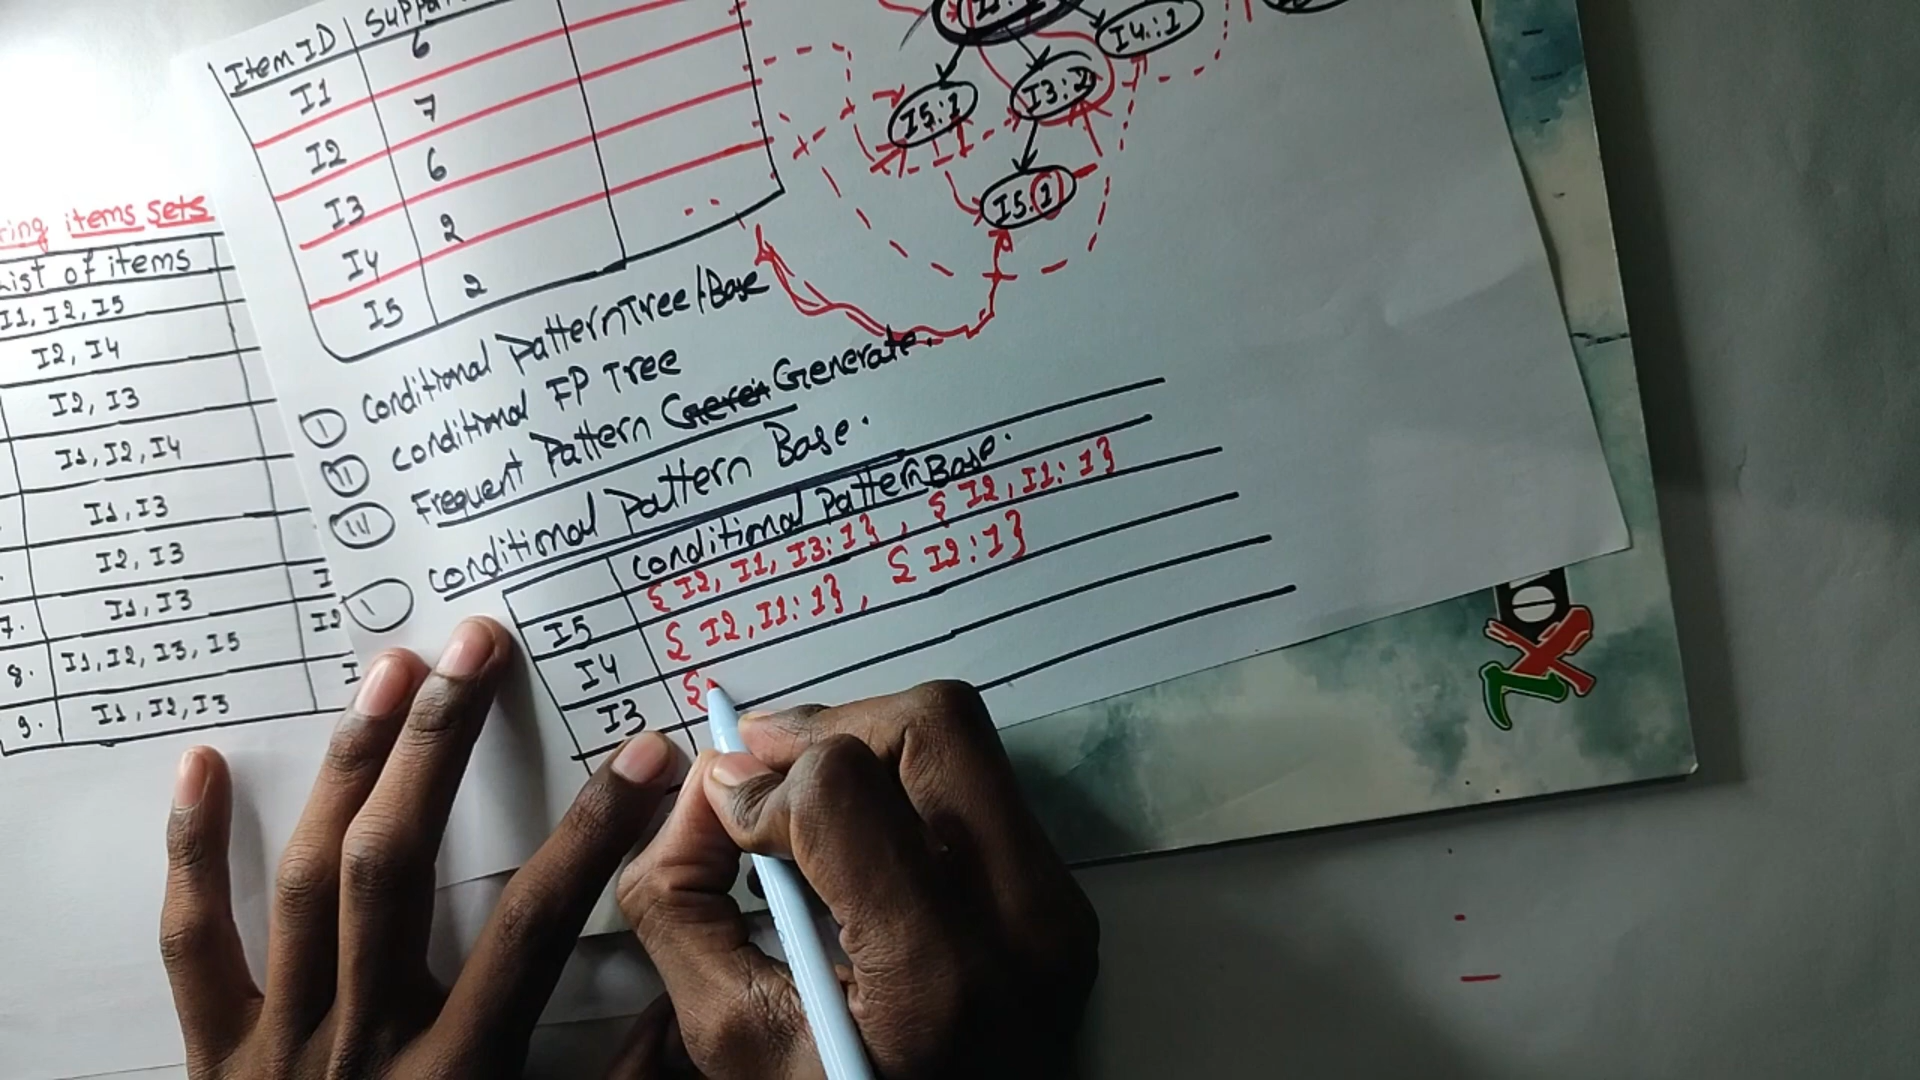 items sets
List of items
I1, I2, I5
I2, I4
I2, I3
I1, I2, I4
I1, I3
I2, I3
7. I1, I3
8. I1, I2, I3, I5
9. I1, I2, I3
I
I2
I
Item ID
I1 6
I2 7
I3 6
I4 2
I5 2
I4:1
I5:1
I3:2
I5:1
I conditional PatternTree/Base
II conditional FP Tree
III Frequent Pattern Generate.
I conditional Pattern Base.
conditional Pattern Base.
I5 { I2, I1, I3:1} , { I2, I1:1}
I4 { I2, I1:1}, { I2:1}
I3 {